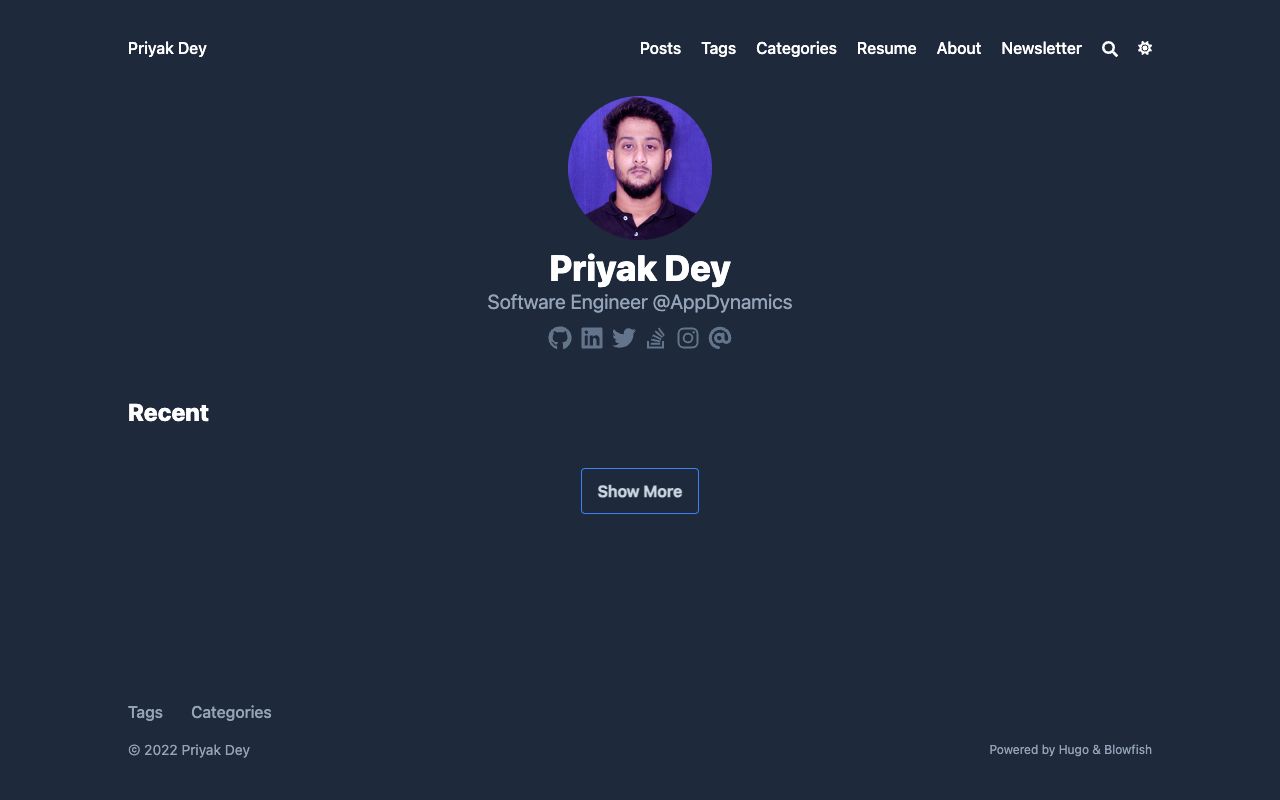 Priyak Dey
Posts Tags Categories Resume About Newsletter
Priyak Dey
Software Engineer @AppDynamics
Recent
Show More
Tags Categories
© 2022 Priyak Dey
Powered by Hugo & Blowfish